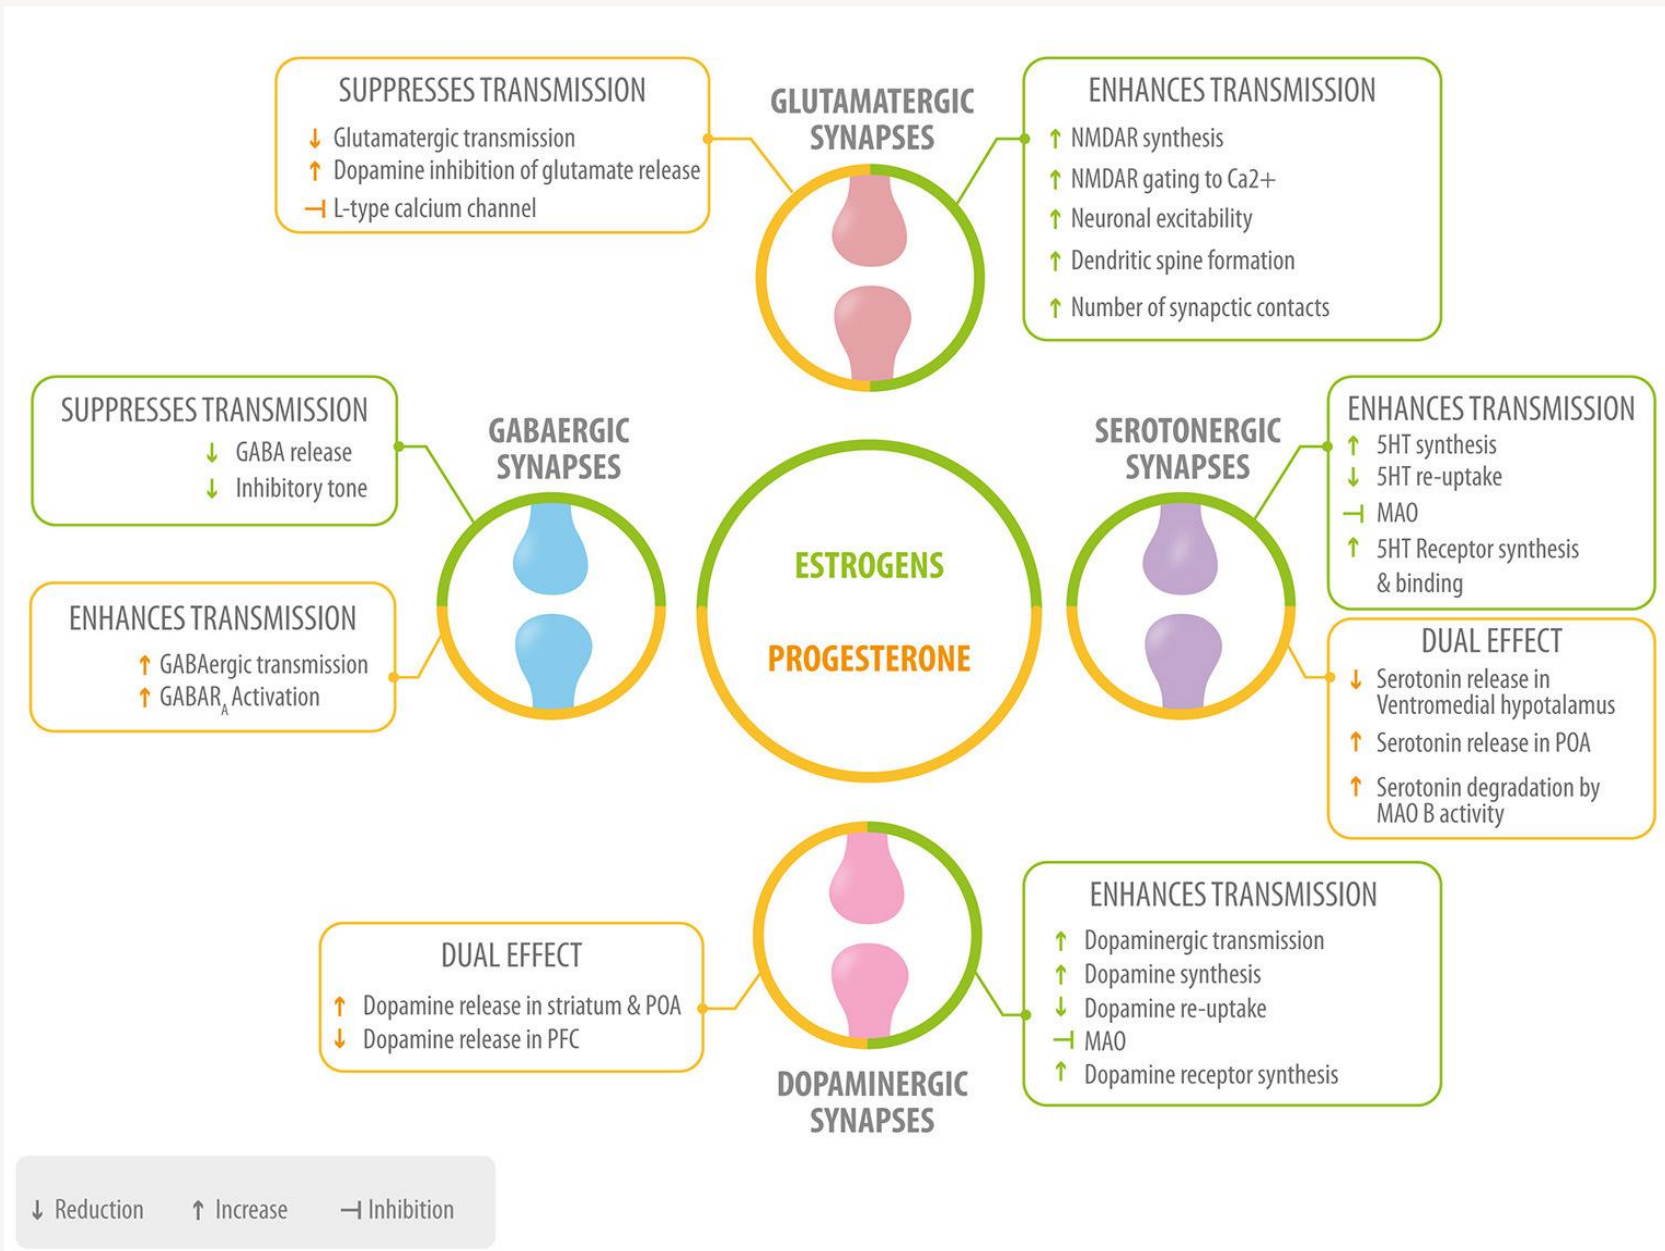 SUPPRESSES TRANSMISSION
↓ Glutamatergic transmission
↑ Dopamine inhibition of glutamate release
⊣ L-type calcium channel
GLUTAMATERGIC
SYNAPSES
ENHANCES TRANSMISSION
↑ NMDAR synthesis
↑ NMDAR gating to Ca2+
↑ Neuronal excitability
↑ Dendritic spine formation
↑ Number of synapctic contacts
SUPPRESSES TRANSMISSION
↓ GABA release
↓ Inhibitory tone
GABAERGIC
SYNAPSES
ENHANCES TRANSMISSION
↑ GABAergic transmission
↑ GABARA Activation
ESTROGENS
PROGESTERONE
SEROTONERGIC
SYNAPSES
ENHANCES TRANSMISSION
↑ 5HT synthesis
↓ 5HT re-uptake
⊣ MAO
↑ 5HT Receptor synthesis
& binding
DUAL EFFECT
↓ Serotonin release in
Ventromedial hypotalamus
↑ Serotonin release in POA
↑ Serotonin degradation by
MAO B activity
DUAL EFFECT
↑ Dopamine release in striatum & POA
↓ Dopamine release in PFC
DOPAMINERGIC
SYNAPSES
ENHANCES TRANSMISSION
↑ Dopaminergic transmission
↑ Dopamine synthesis
↓ Dopamine re-uptake
⊣ MAO
↑ Dopamine receptor synthesis
↓ Reduction ↑ Increase ⊣ Inhibition